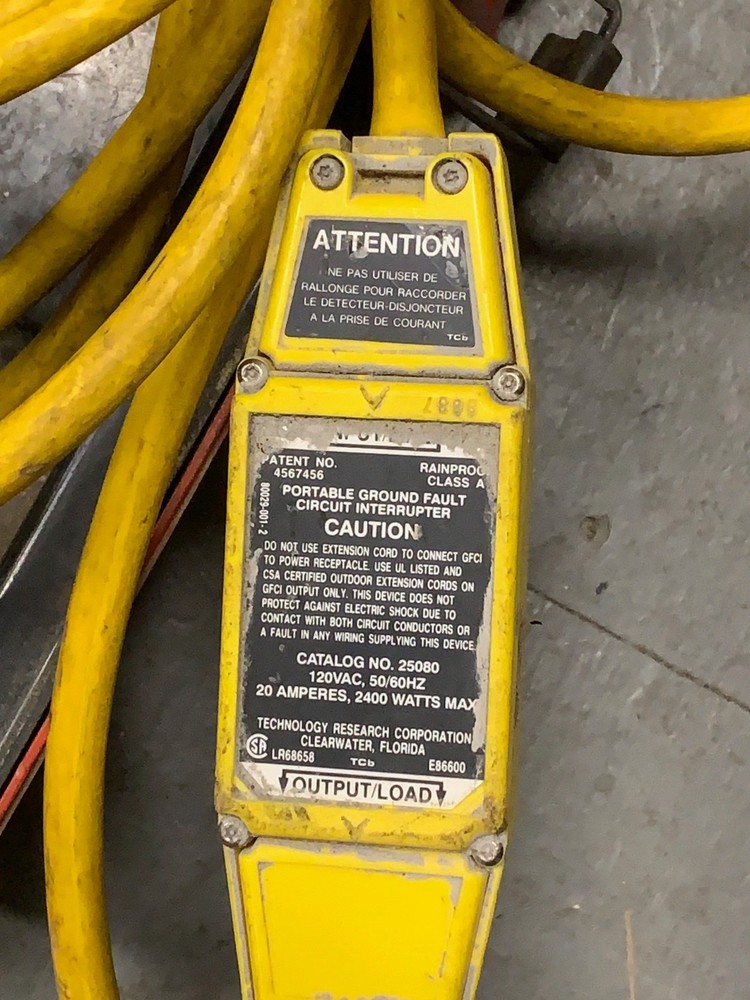 ATTENTION
NE PAS UTILISER DE
RALLONGE POUR RACCORDER
LE DETECTEUR-DISJONCTEUR
A LA PRISE DE COURANT
TCb
PATENT NO.
4567456
RAINPROO
CLASS A
80029-001-2
PORTABLE GROUND FAULT
CIRCUIT INTERRUPTER
CAUTION
DO NOT USE EXTENSION CORD TO CONNECT GFCI
TO POWER RECEPTACLE. USE UL LISTED AND
CSA CERTIFIED OUTDOOR EXTENSION CORDS ON
GFCI OUTPUT ONLY. THIS DEVICE DOES NOT
PROTECT AGAINST ELECTRIC SHOCK DUE TO
CONTACT WITH BOTH CIRCUIT CONDUCTORS OR
A FAULT IN ANY WIRING SUPPLYING THIS DEVICE
CATALOG NO. 25080
120VAC, 50/60HZ
20 AMPERES, 2400 WATTS MAX
TECHNOLOGY RESEARCH CORPORATION
CLEARWATER, FLORIDA
SA LR68658
TCb
E86600
OUTPUT/LOAD